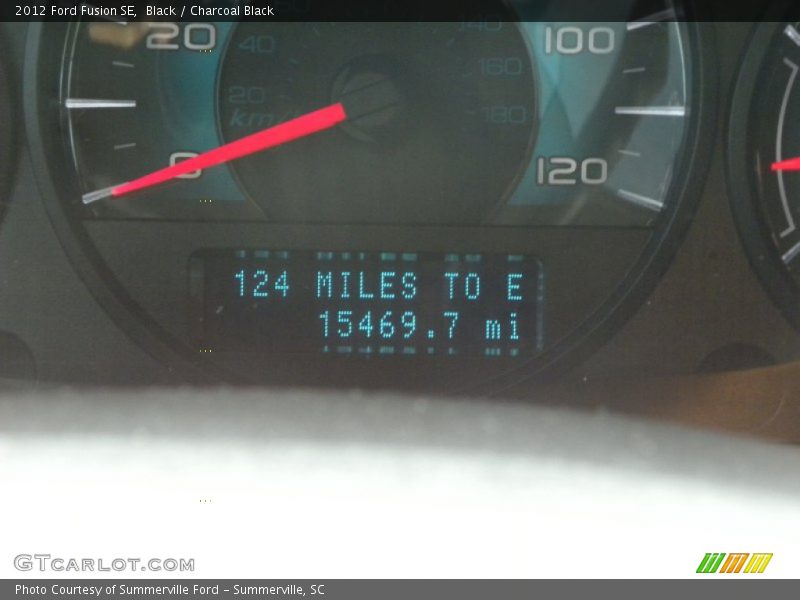 2012 Ford Fusion SE,  Black / Charcoal Black
20
40
20
km/h
0
140
160
180
100
120
124 MILES TO E
15469.7 mi
GTCARLOT.COM
Photo Courtesy of Summerville Ford – Summerville, SC